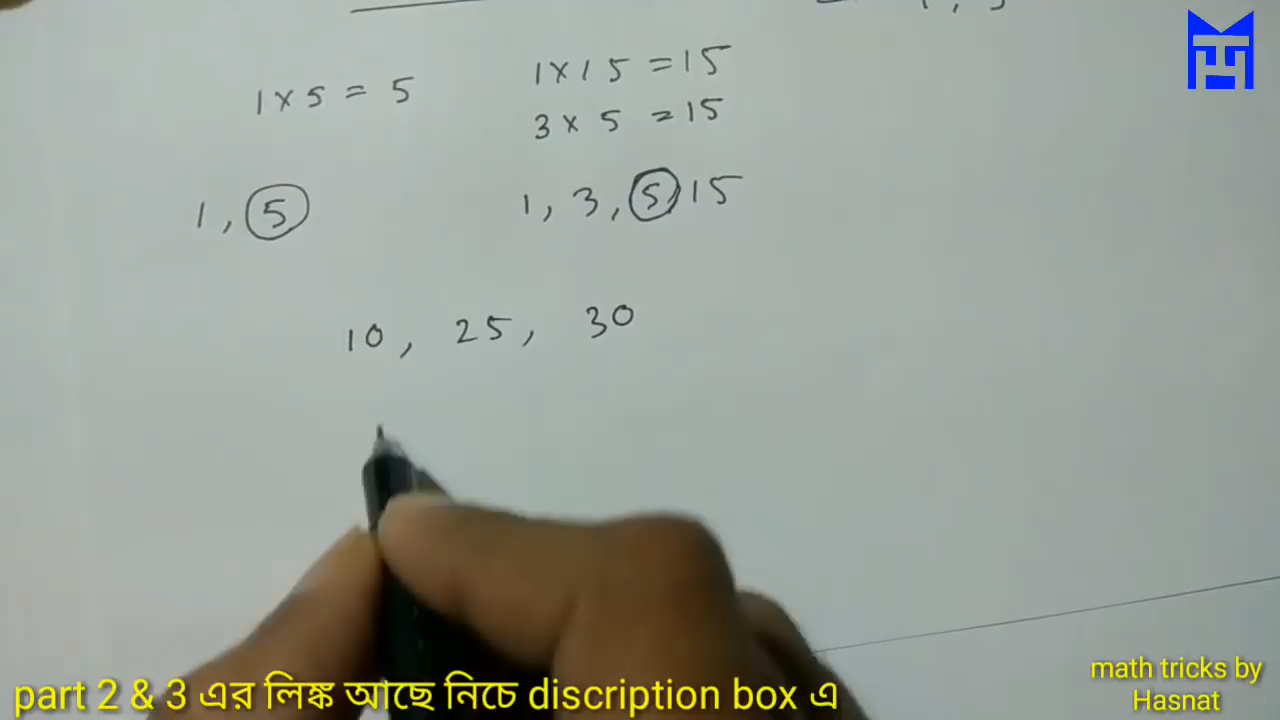 1 × 5 = 5
1 × 15 = 15
3 × 5 = 15
1, 5
1, 3, 5 15
10, 25, 30
part 2 & 3 এর লিঙ্ক আছে নিচে discription box এ
math tricks by
Hasnat